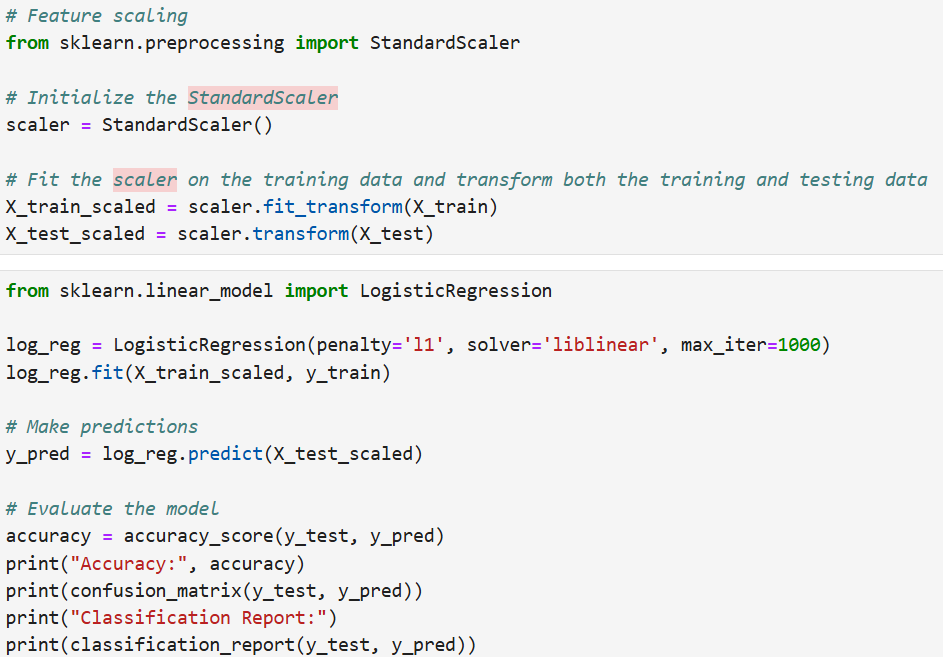 # Feature scaling
from sklearn.preprocessing import StandardScaler
# Initialize the StandardScaler
scaler = StandardScaler()
# Fit the scaler on the training data and transform both the training and testing data
X_train_scaled = scaler.fit_transform(X_train)
X_test_scaled = scaler.transform(X_test)
from sklearn.linear_model import LogisticRegression
log_reg = LogisticRegression(penalty='l1', solver='liblinear', max_iter=1000)
log_reg.fit(X_train_scaled, y_train)
# Make predictions
y_pred = log_reg.predict(X_test_scaled)
# Evaluate the model
accuracy = accuracy_score(y_test, y_pred)
print("Accuracy:", accuracy)
print(confusion_matrix(y_test, y_pred))
print("Classification Report:")
print(classification_report(y_test, y_pred))